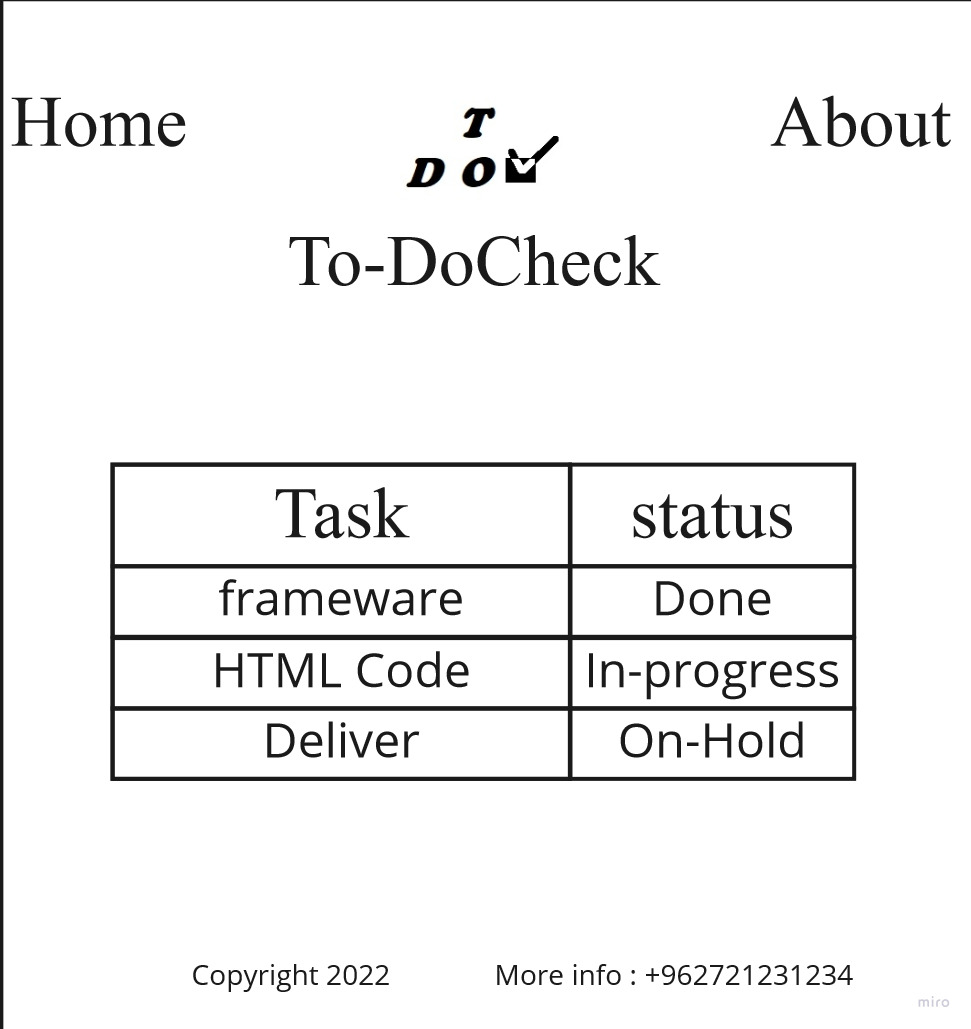 Home
T
About
D O
To-DoCheck
Task status
frameware Done
HTML Code In-progress
Deliver On-Hold
Copyright 2022 More info : +962721231234
miro